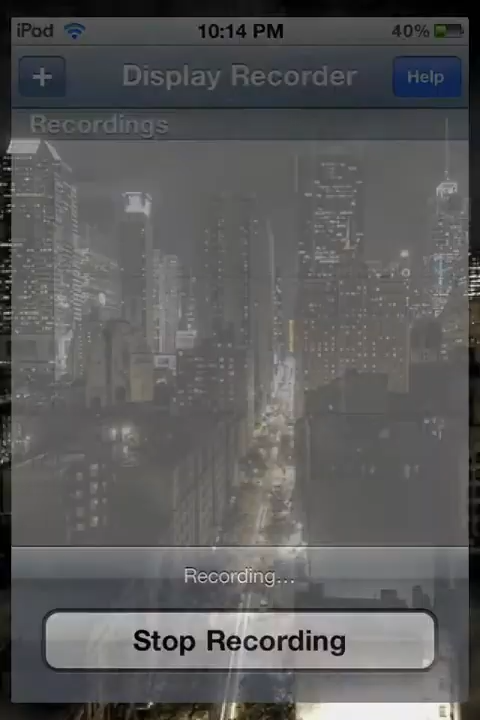 iPod 10:14 PM 40%
+ Display Recorder Help
Recordings
Recording...
Stop Recording